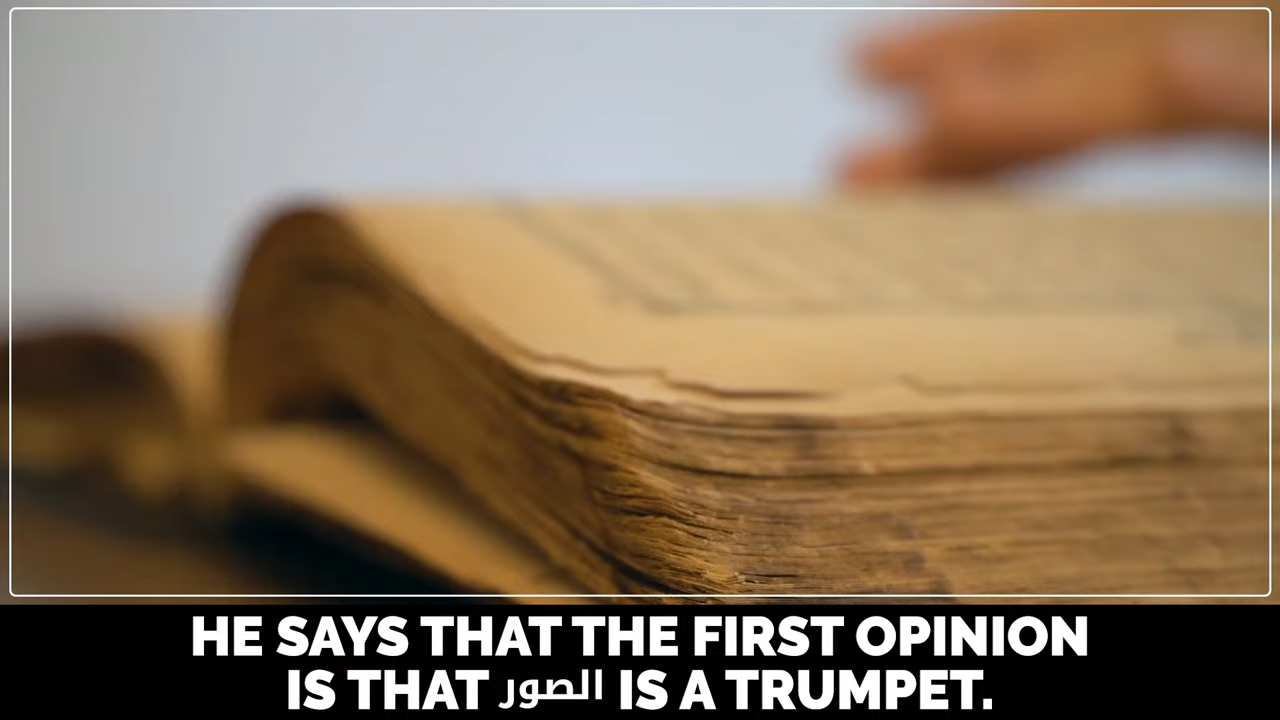 HE SAYS THAT THE FIRST OPINION
IS THAT الصور IS A TRUMPET.